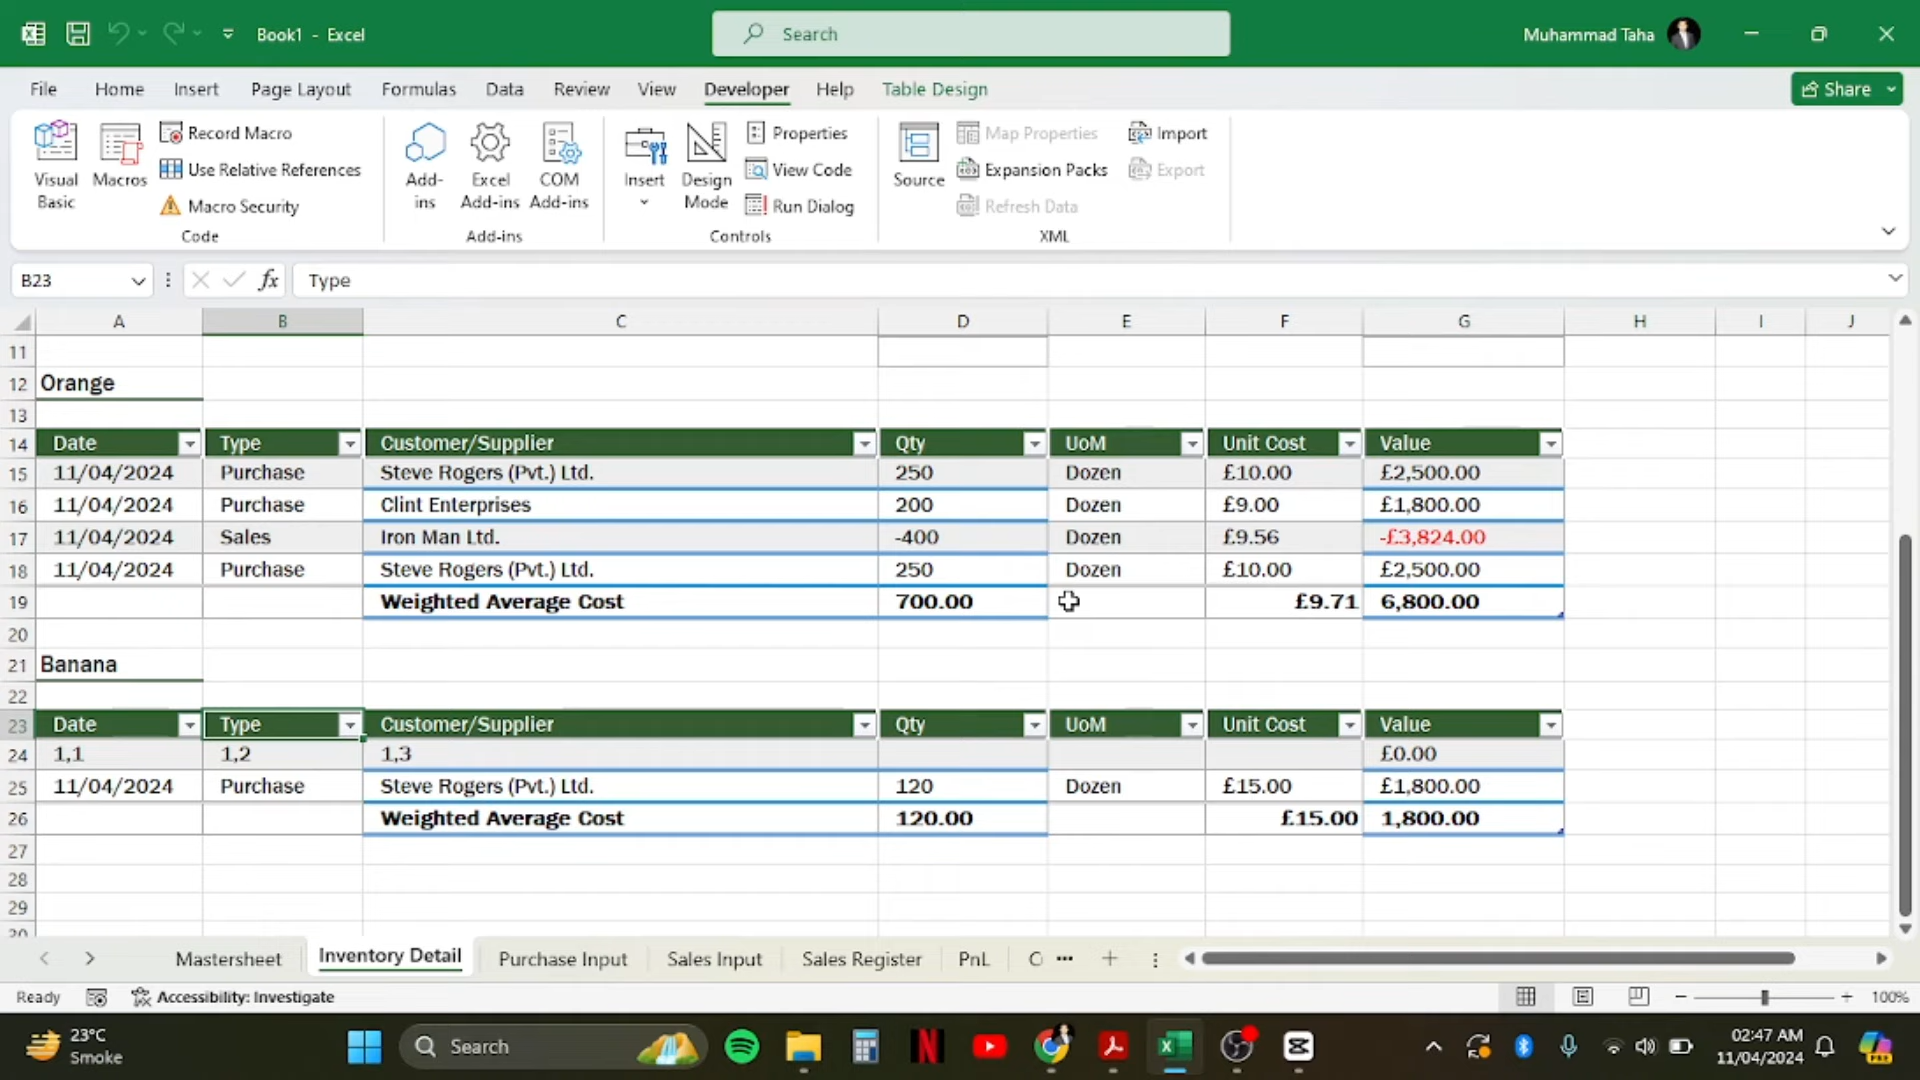 Book1 - Excel
Search
Muhammad Taha
File Home Insert Page Layout Formulas Data Review View Developer Help Table Design
Share
Visual Basic
Macros
Record Macro
Use Relative References
Macro Security
Code
Add-ins
Excel Add-ins
COM Add-ins
Add-ins
Insert
Design Mode
Properties
View Code
Run Dialog
Controls
Source
Map Properties
Expansion Packs
Refresh Data
Import
Export
XML
B23 fx Type
A B C D E F G H I J
11
12 Orange
13
14 Date Type Customer/Supplier Qty UoM Unit Cost Value
15 11/04/2024 Purchase Steve Rogers (Pvt.) Ltd. 250 Dozen £10.00 £2,500.00
16 11/04/2024 Purchase Clint Enterprises 200 Dozen £9.00 £1,800.00
17 11/04/2024 Sales Iron Man Ltd. -400 Dozen £9.56 -£3,824.00
18 11/04/2024 Purchase Steve Rogers (Pvt.) Ltd. 250 Dozen £10.00 £2,500.00
19 Weighted Average Cost 700.00 £9.71 6,800.00
20
21 Banana
22
23 Date Type Customer/Supplier Qty UoM Unit Cost Value
24 1,1 1,2 1,3 £0.00
25 11/04/2024 Purchase Steve Rogers (Pvt.) Ltd. 120 Dozen £15.00 £1,800.00
26 Weighted Average Cost 120.00 £15.00 1,800.00
27
28
29
30
Mastersheet Inventory Detail Purchase Input Sales Input Sales Register PnL C ...
Ready Accessibility: Investigate 100%
23°C
Smoke
Search
02:47 AM
11/04/2024